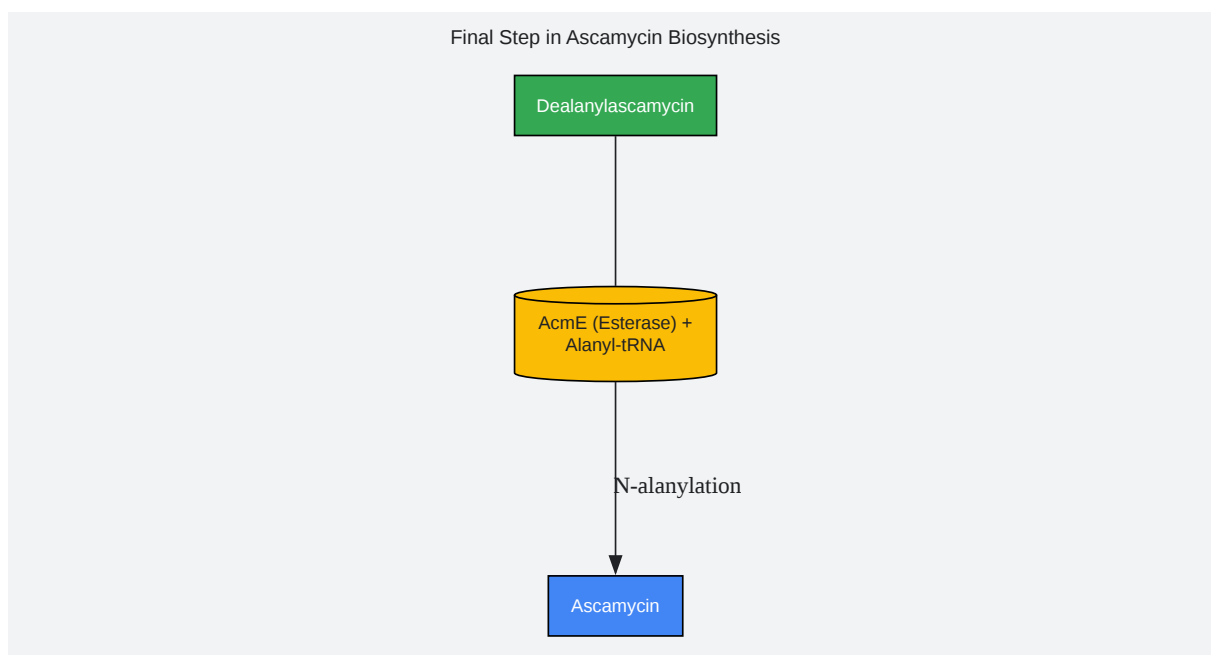 Final Step in Ascamycin Biosynthesis
Dealanylascamycin
AcmE (Esterase) +
Alanyl-tRNA
N-alanylation
Ascamycin